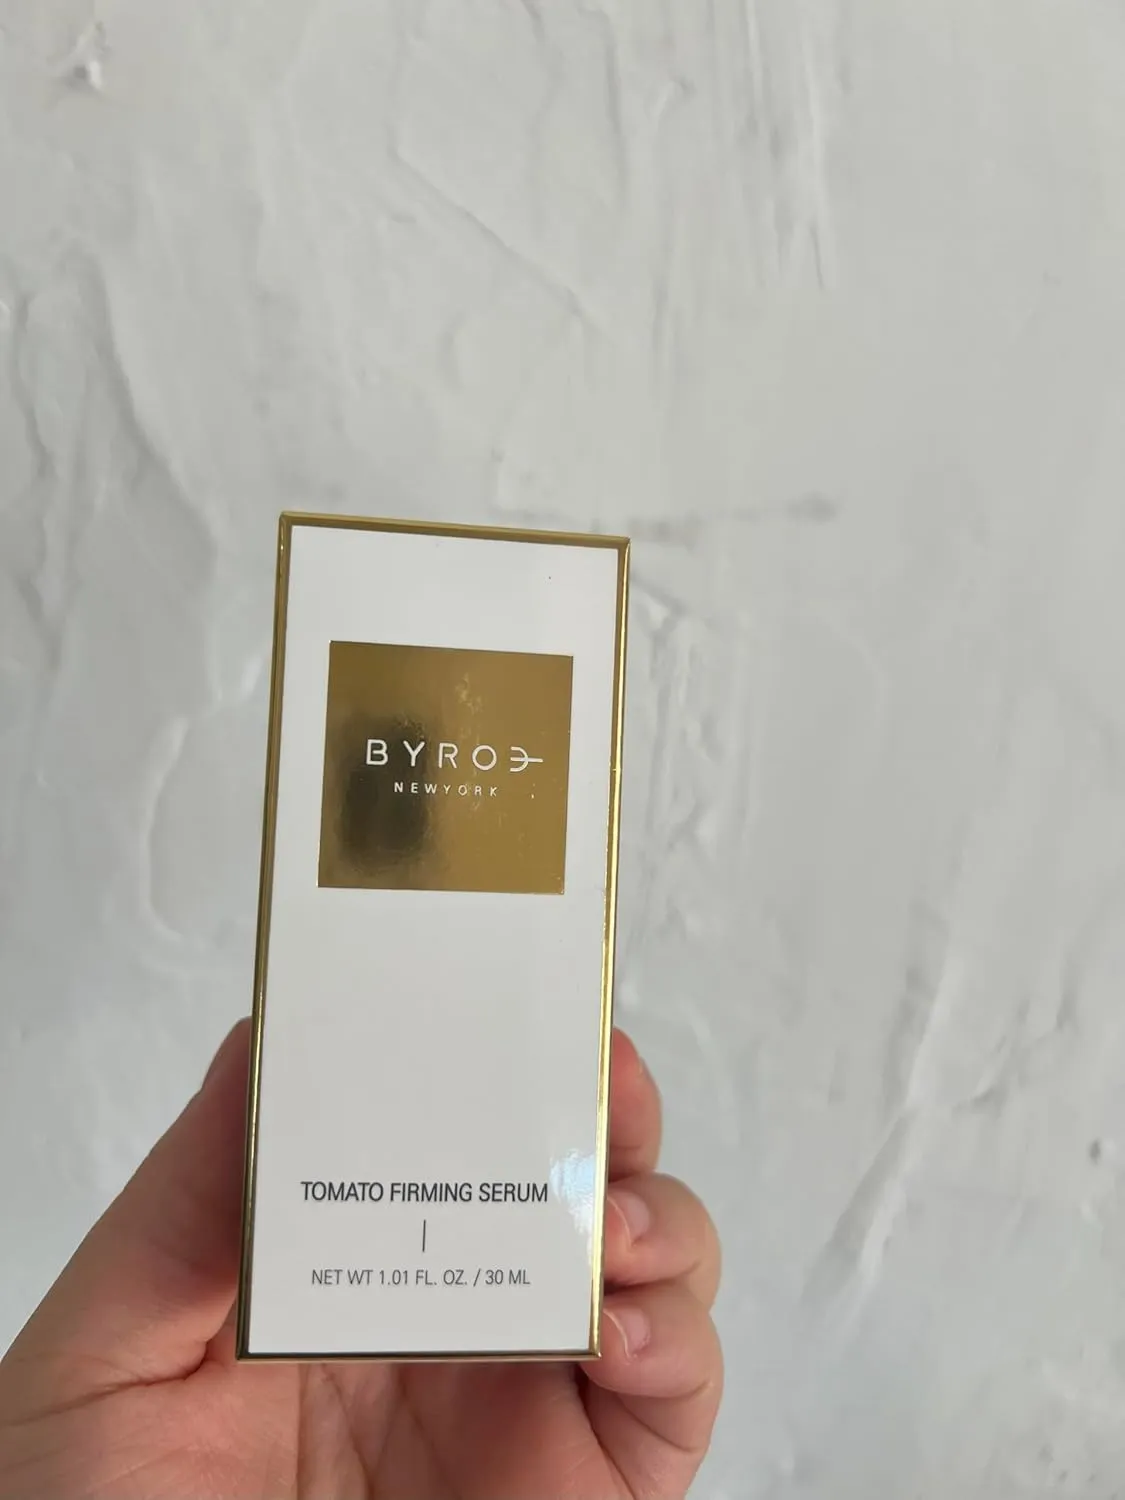 BYROE
NEWYORK
TOMATO FIRMING SERUM
NET WT 1.01 FL. OZ. / 30 ML